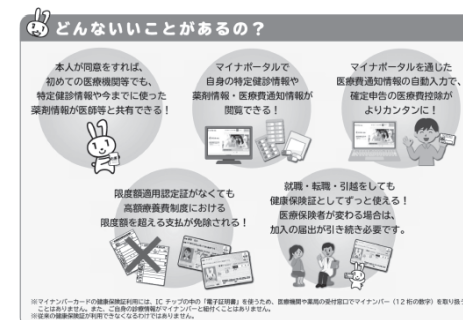 どんないいことがあるの？
本人が同意をすれば、
初めての医療機関等でも、
特定健診情報や今までに使った
薬剤情報が医師等と共有できる！
マイナポータルで
自身の特定健診情報や
薬剤情報・医療費通知情報が
閲覧できる！
マイナポータルを通じた
医療費通知情報の自動入力で、
確定申告の医療費控除が
よりカンタンに！
限度額適用認定証がなくても
高額療養費制度における
限度額を超える支払が免除される！
就職・転職・引越をしても
健康保険証としてずっと使える！
医療保険者が変わる場合は、
加入の届出が引き続き必要です。
※マイナンバーカードの健康保険証利用には、ICチップの中の「電子証明書」を使うため、医療機関や薬局の受付窓口でマイナンバー（12桁の数字）を取り扱う
ことはありません。また、ご自身の診療情報がマイナンバーと紐付くことはありません。
※従来の健康保険証が利用できなくなるわけではありません。